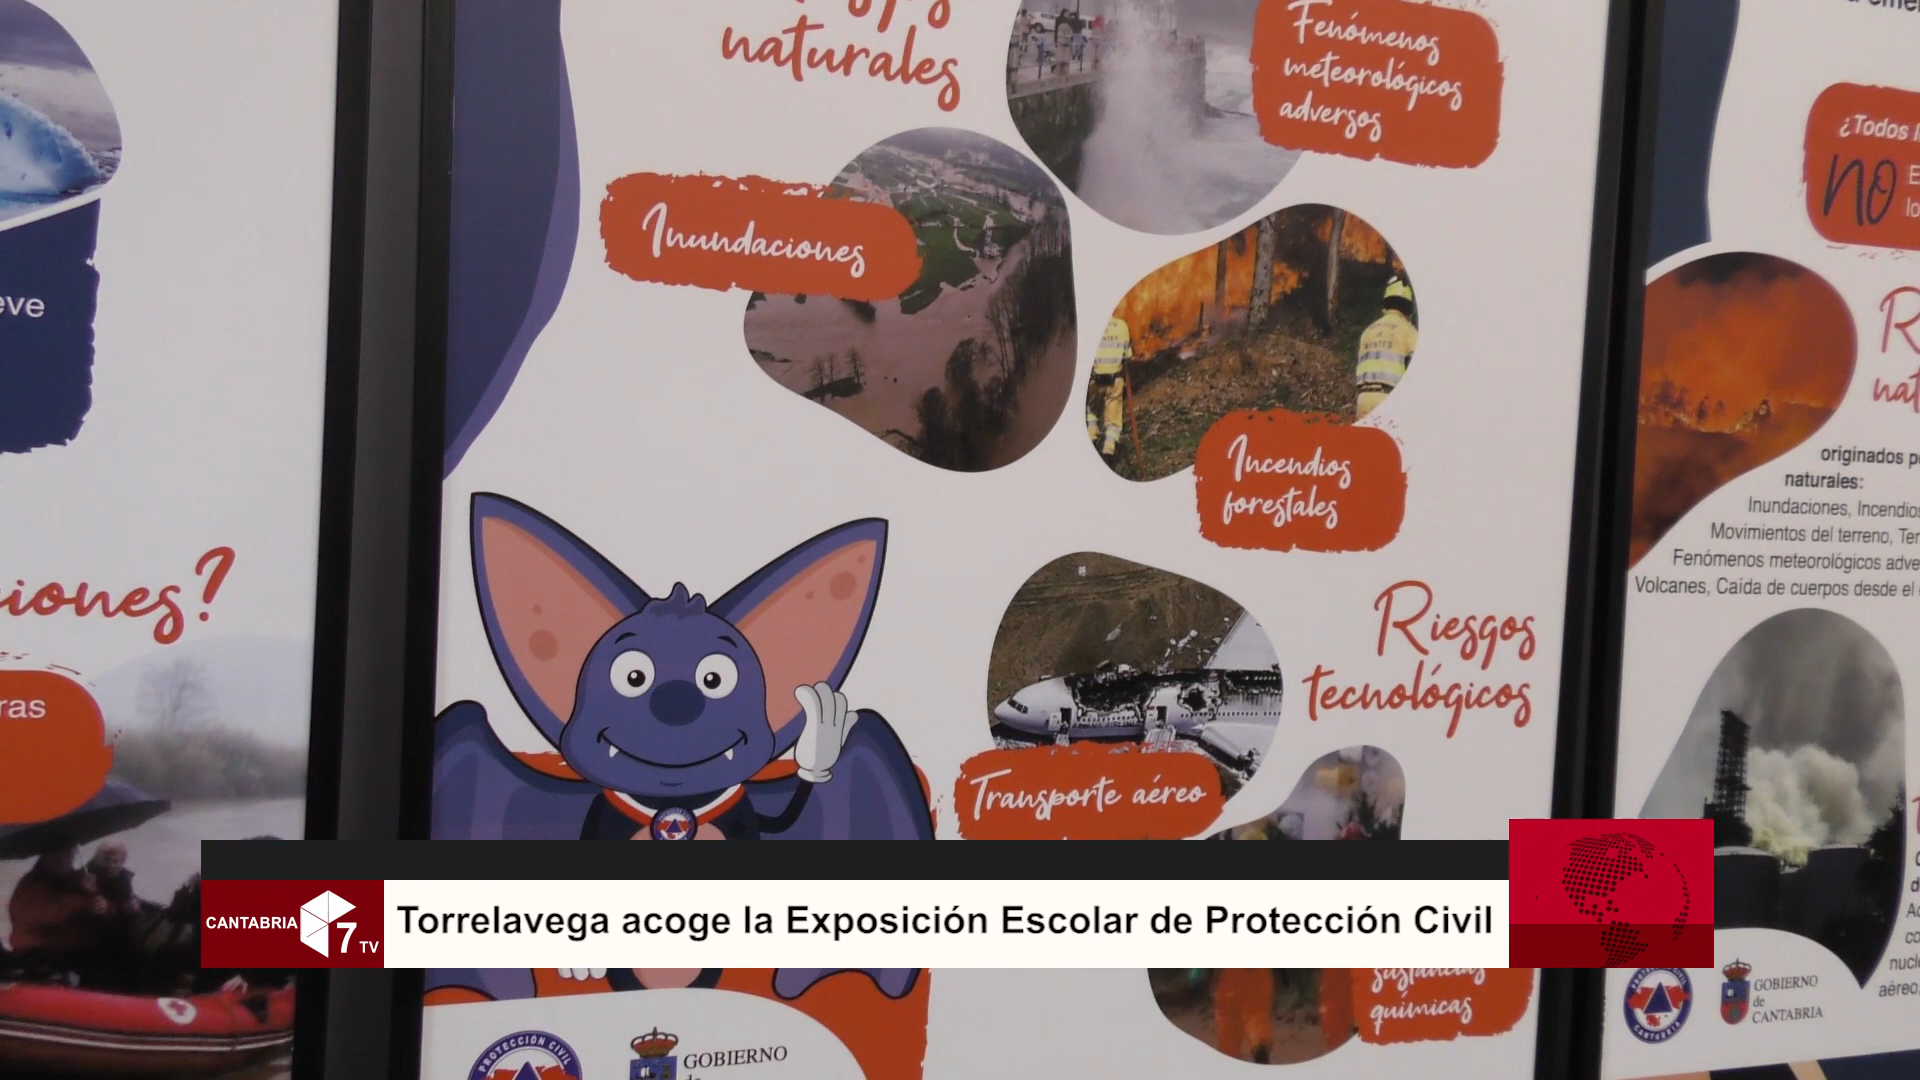 eve
iones?
ras
naturales
Fenómenos
meteorológicos
adversos
Inundaciones
Incendios
forestales
Riesgos
tecnológicos
Transporte aéreo
químicas
PROTECCIÓN CIVIL
GOBIERNO
¿Todos
NO
originados
naturales:
Inundaciones, Incendios
Movimientos del terreno,
Fenómenos meteorológicos
Volcanes, Caída de cuerpos desde el
GOBIERNO
de
CANTABRIA
CANTABRIA 7 TV
Torrelavega acoge la Exposición Escolar de Protección Civil